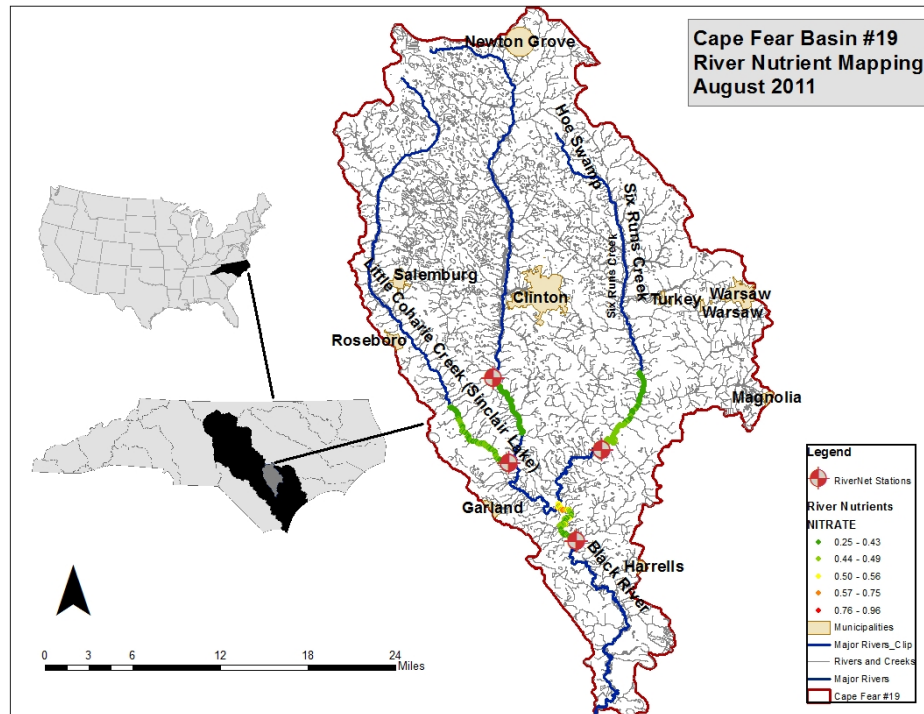 Cape Fear Basin #19
River Nutrient Mapping
August 2011
Newton Grove
Hoe Swamp
Six Runs Creek
Six Runs Creek
Salemburg
Clinton
Turkey
Warsaw
Warsaw
Roseboro
Little Coharie Creek (Sinclair Lake)
Magnolia
Garland
Black River
Harrells
Legend
RiverNet Stations
River Nutrients
NITRATE
0.25 - 0.43
0.44 - 0.49
0.50 - 0.56
0.57 - 0.75
0.76 - 0.96
Municipalities
Major Rivers_Clip
Rivers and Creeks
Major Rivers
Cape Fear #19
0 3 6 12 18 24
Miles